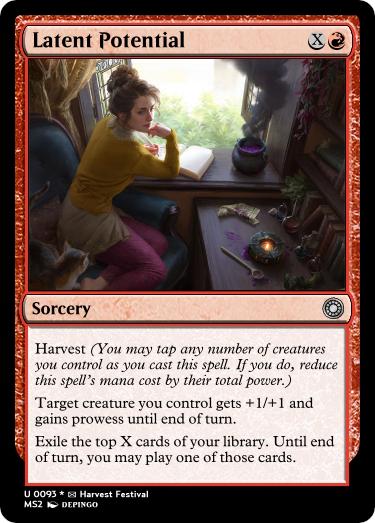 Latent Potential X
Sorcery
Harvest (You may tap any number of creatures
you control as you cast this spell. If you do, reduce
this spell's mana cost by their total power.)
Target creature you control gets +1/+1 and
gains prowess until end of turn.
Exile the top X cards of your library. Until end
of turn, you may play one of those cards.
U 0093 * ✉ Harvest Festival
MS2 DEPINGO